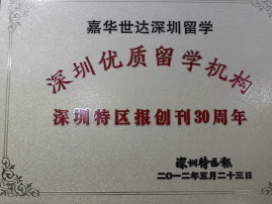 嘉华世达深圳留学
深圳优质留学机构
深圳特区报创刊30周年
深圳特区报
二〇一二年五月二十三日